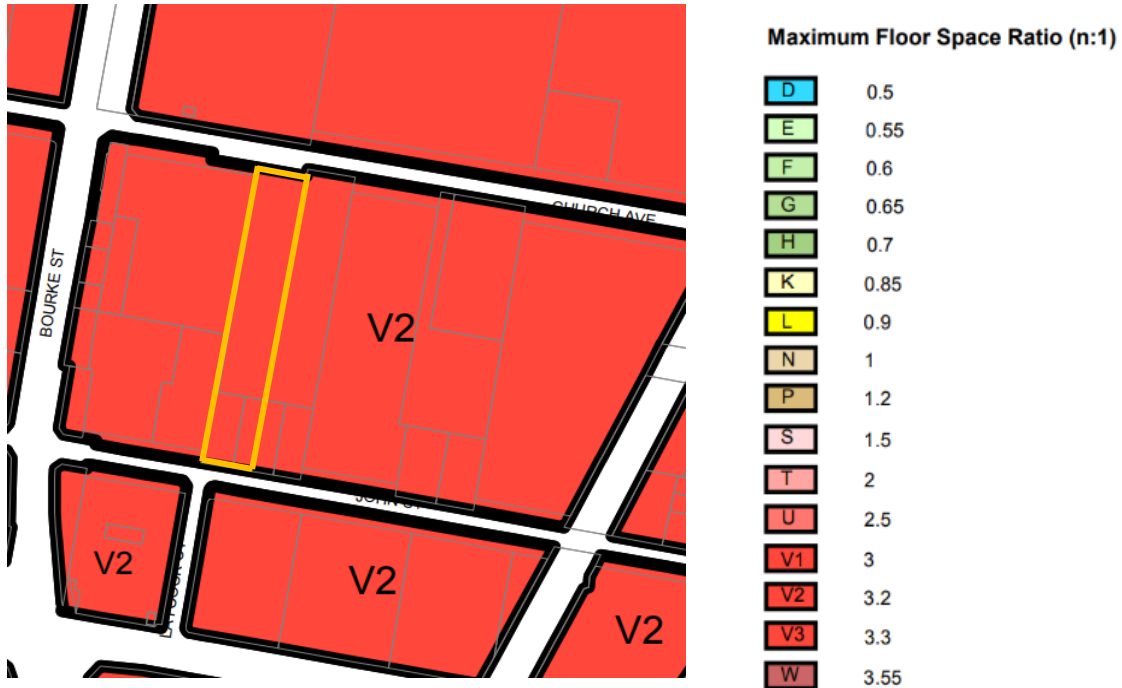 Maximum Floor Space Ratio (n:1)
D 0.5
E 0.55
F 0.6
G 0.65
H 0.7
K 0.85
L 0.9
N 1
P 1.2
S 1.5
T 2
U 2.5
V1 3
V2 3.2
V3 3.3
W 3.55
CHURCH AVE
BOURKE ST
V2
JOHN ST
V2
V2
V2